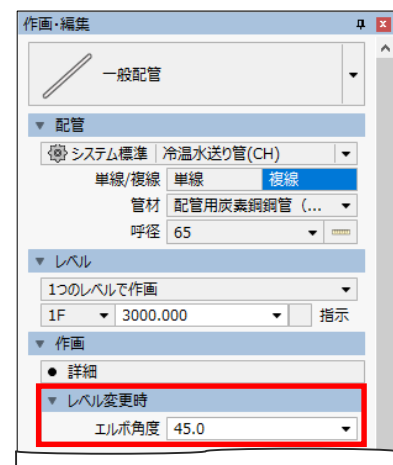 作画・編集
一般配管
配管
システム標準 冷温水送り管(CH)
単線/複線 単線 複線
管材 配管用炭素鋼鋼管 (...
呼径 65
レベル
1つのレベルで作画
1F 3000.000 指示
作画
● 詳細
レベル変更時
エルボ角度 45.0